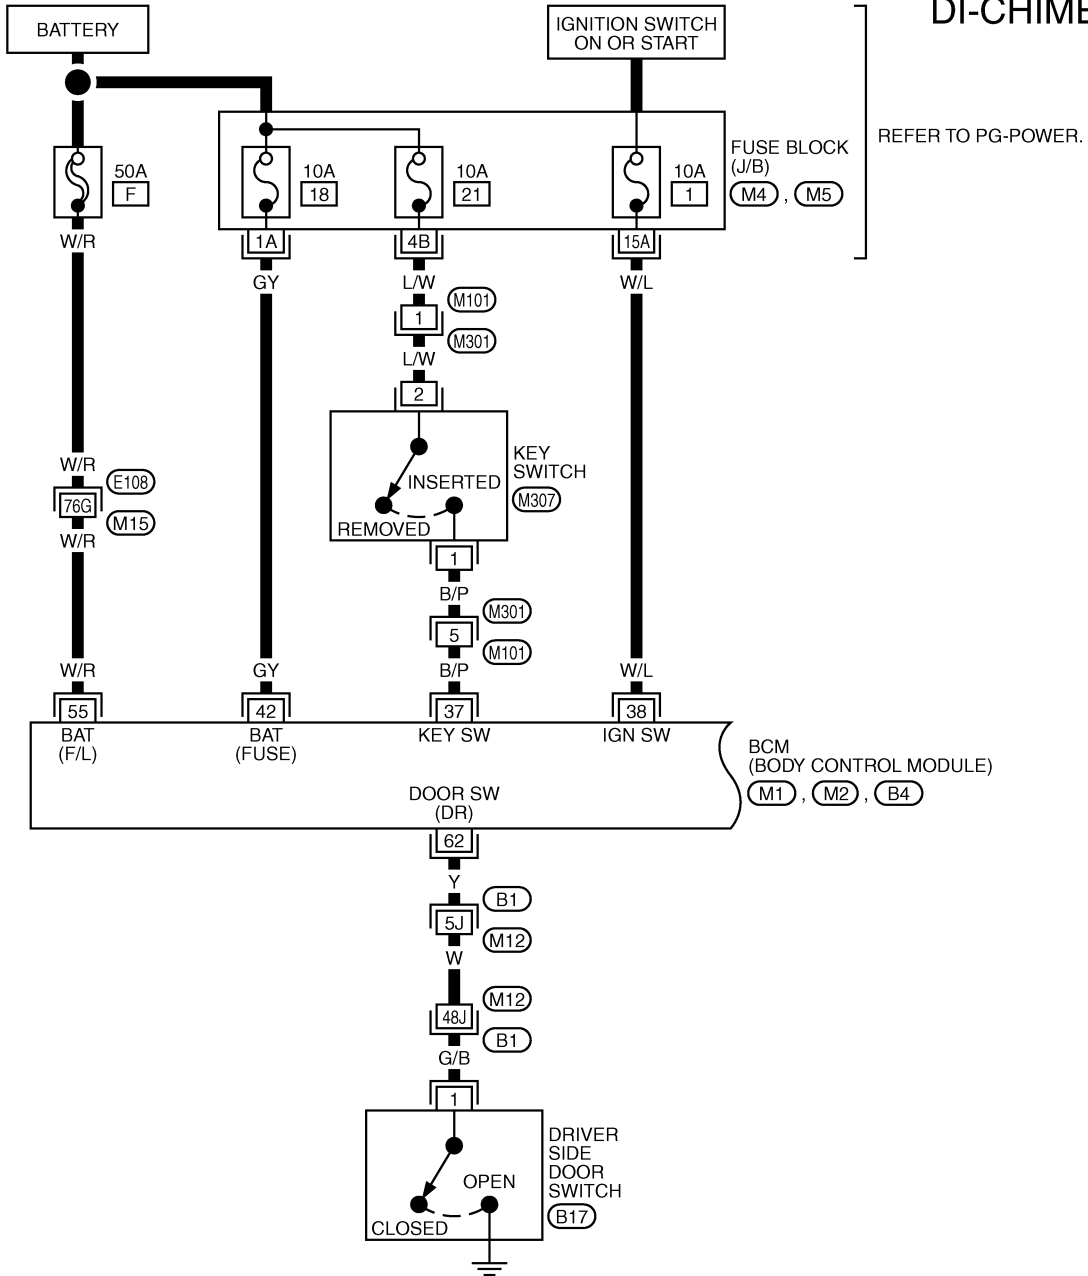 DI-CHIME
BATTERY
IGNITION SWITCH
ON OR START
REFER TO PG-POWER.
FUSE BLOCK
(J/B)
M4 , M5
50A
F
10A
18
10A
21
10A
1
W/R
1A
4B
15A
GY
L/W
W/L
M101
1
M301
L/W
2
KEY
SWITCH
M307
INSERTED
REMOVED
W/R
E108
76G
M15
W/R
1
B/P
M301
5
M101
W/R
GY
B/P
W/L
55
42
37
38
BAT
(F/L)
BAT
(FUSE)
KEY SW
IGN SW
BCM
(BODY CONTROL MODULE)
M1 , M2 , B4
DOOR SW
(DR)
62
Y
B1
5J
M12
W
M12
48J
B1
G/B
1
DRIVER
SIDE
DOOR
SWITCH
B17
OPEN
CLOSED